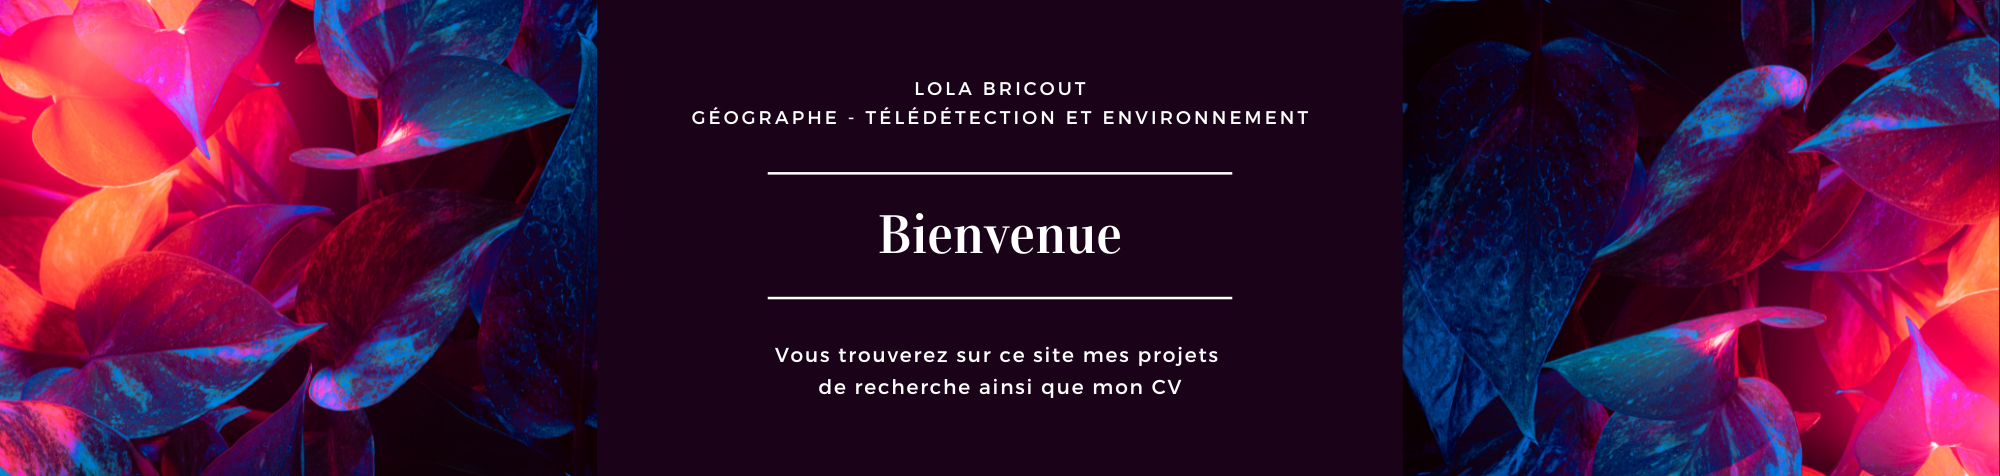 LOLA BRICOUT
GÉOGRAPHE - TÉLÉDÉTECTION ET ENVIRONNEMENT
Bienvenue
Vous trouverez sur ce site mes projets
de recherche ainsi que mon CV